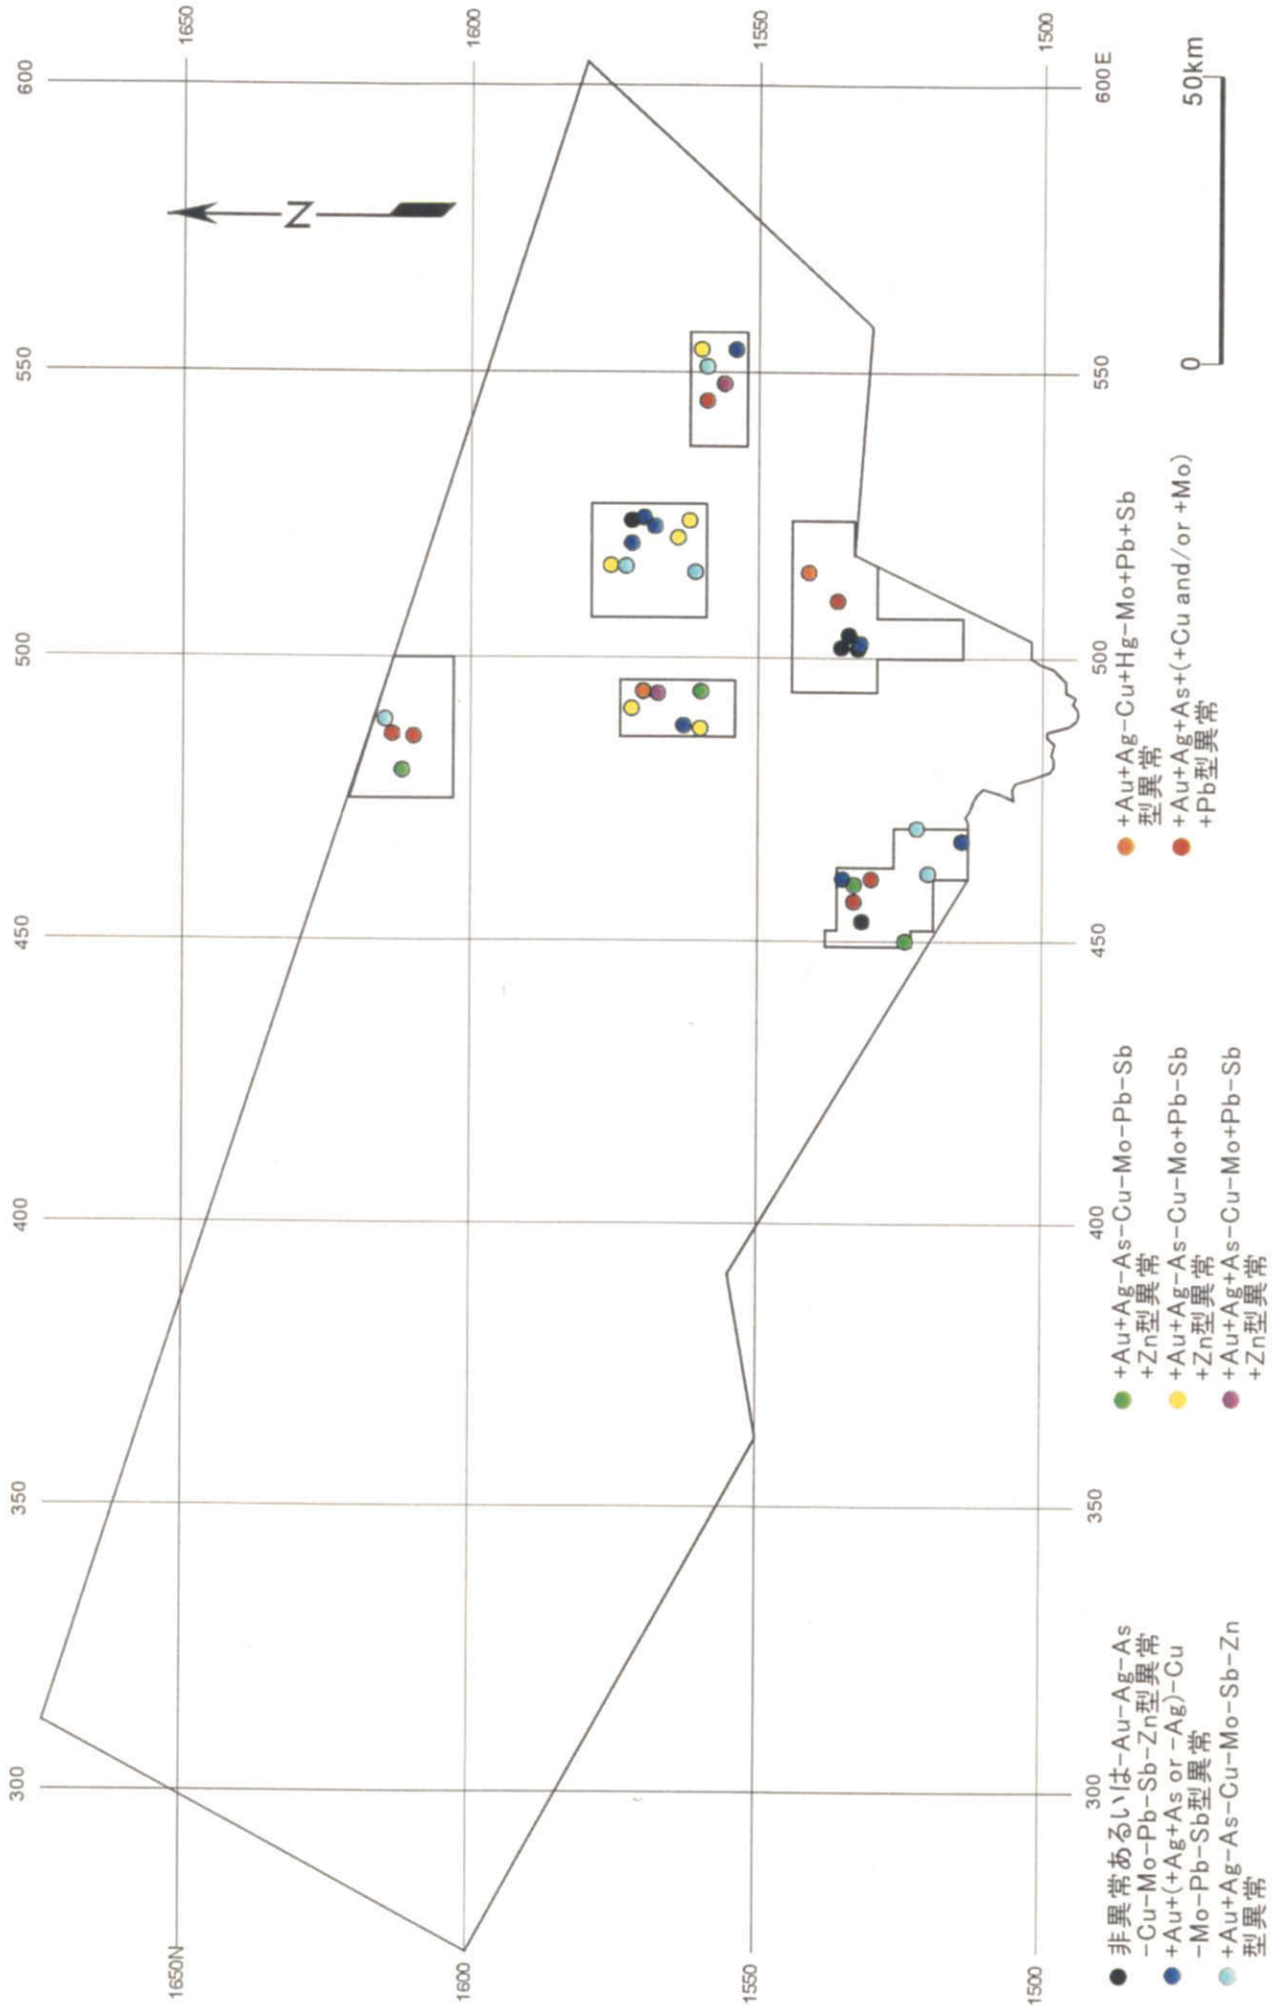 300
350
400
450
500
550
600
1650N
1650
1600
1600
1550
1550
1500
1500
300
350
400
450
500
550
600E
N
0
50km
非異常あるいは-Au-Ag-As
-Cu-Mo-Pb-Sb-Zn型異常
+Au+(+Ag+As or -Ag)-Cu
-Mo-Pb-Sb型異常
+Au+Ag-As-Cu-Mo-Sb-Zn
型異常
+Au+Ag-As-Cu-Mo-Pb-Sb
+Zn型異常
+Au+Ag-As-Cu-Mo+Pb-Sb
+Zn型異常
+Au+Ag+As-Cu-Mo+Pb-Sb
+Zn型異常
+Au+Ag-Cu+Hg-Mo+Pb+Sb
型異常
+Au+Ag+As+(+Cu and/or +Mo)
+Pb型異常